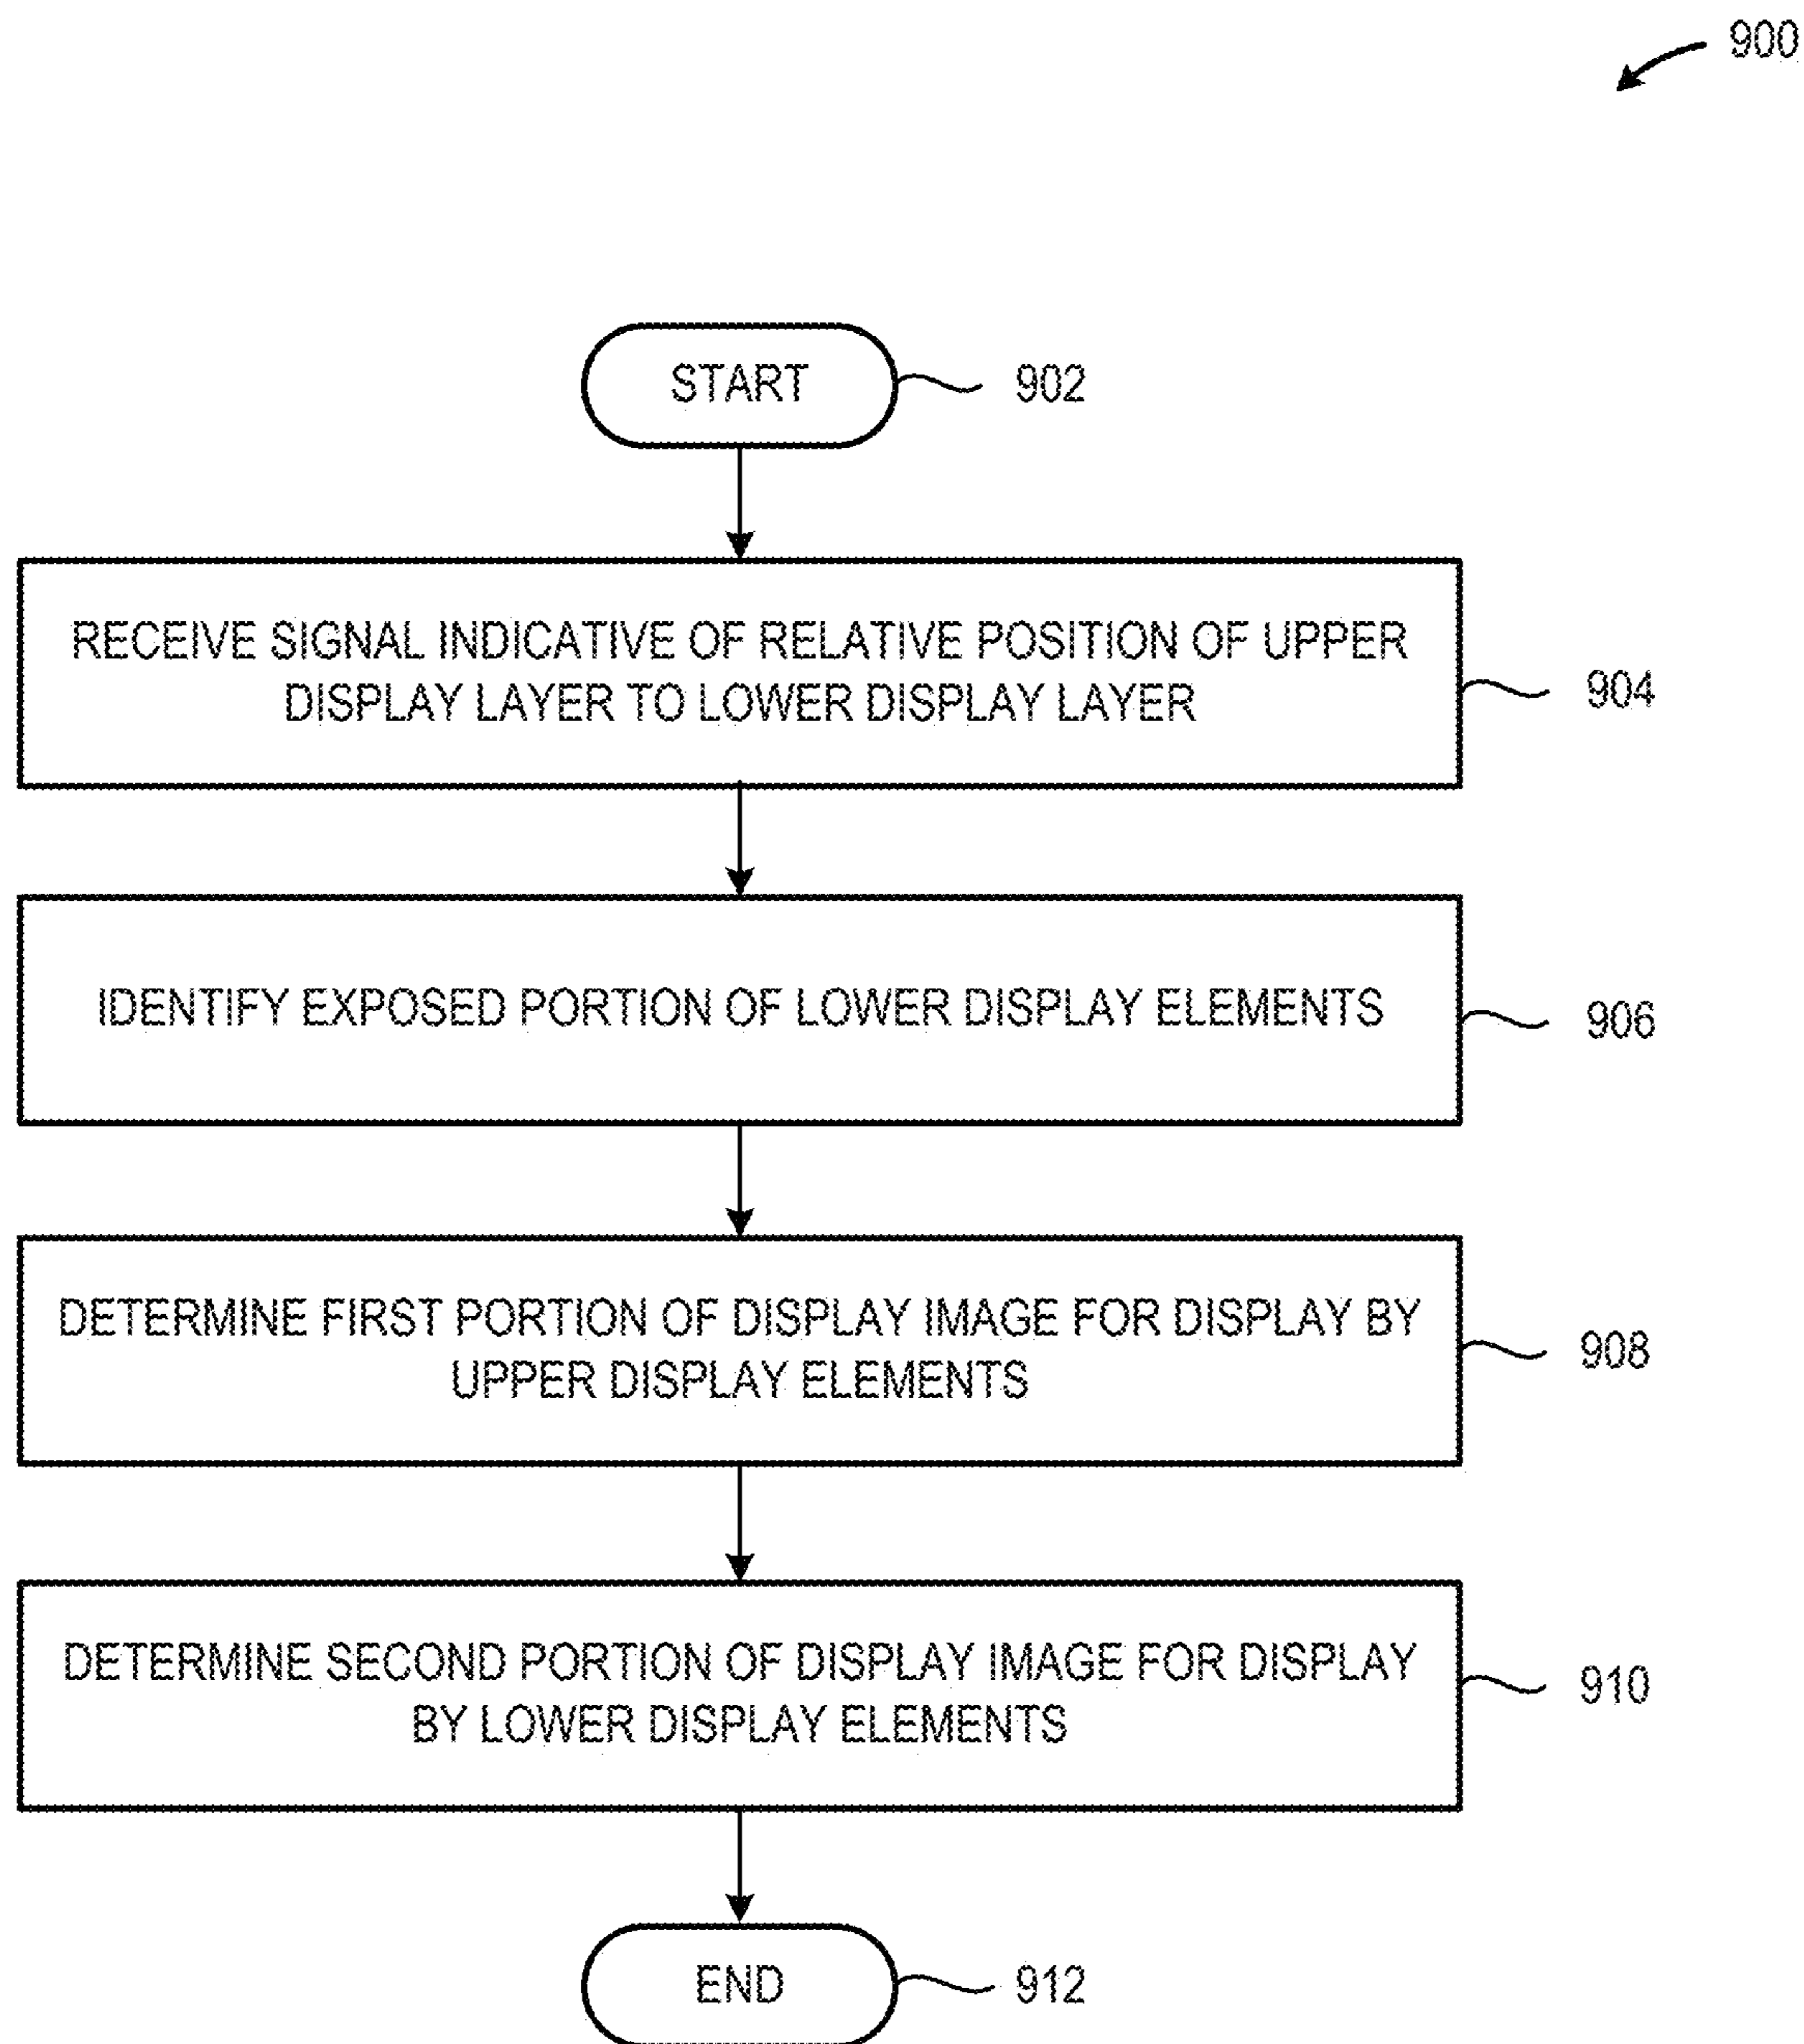 900
START
902
RECEIVE SIGNAL INDICATIVE OF RELATIVE POSITION OF UPPER
DISPLAY LAYER TO LOWER DISPLAY LAYER
904
IDENTIFY EXPOSED PORTION OF LOWER DISPLAY ELEMENTS
906
DETERMINE FIRST PORTION OF DISPLAY IMAGE FOR DISPLAY BY
UPPER DISPLAY ELEMENTS
908
DETERMINE SECOND PORTION OF DISPLAY IMAGE FOR DISPLAY
BY LOWER DISPLAY ELEMENTS
910
END
912